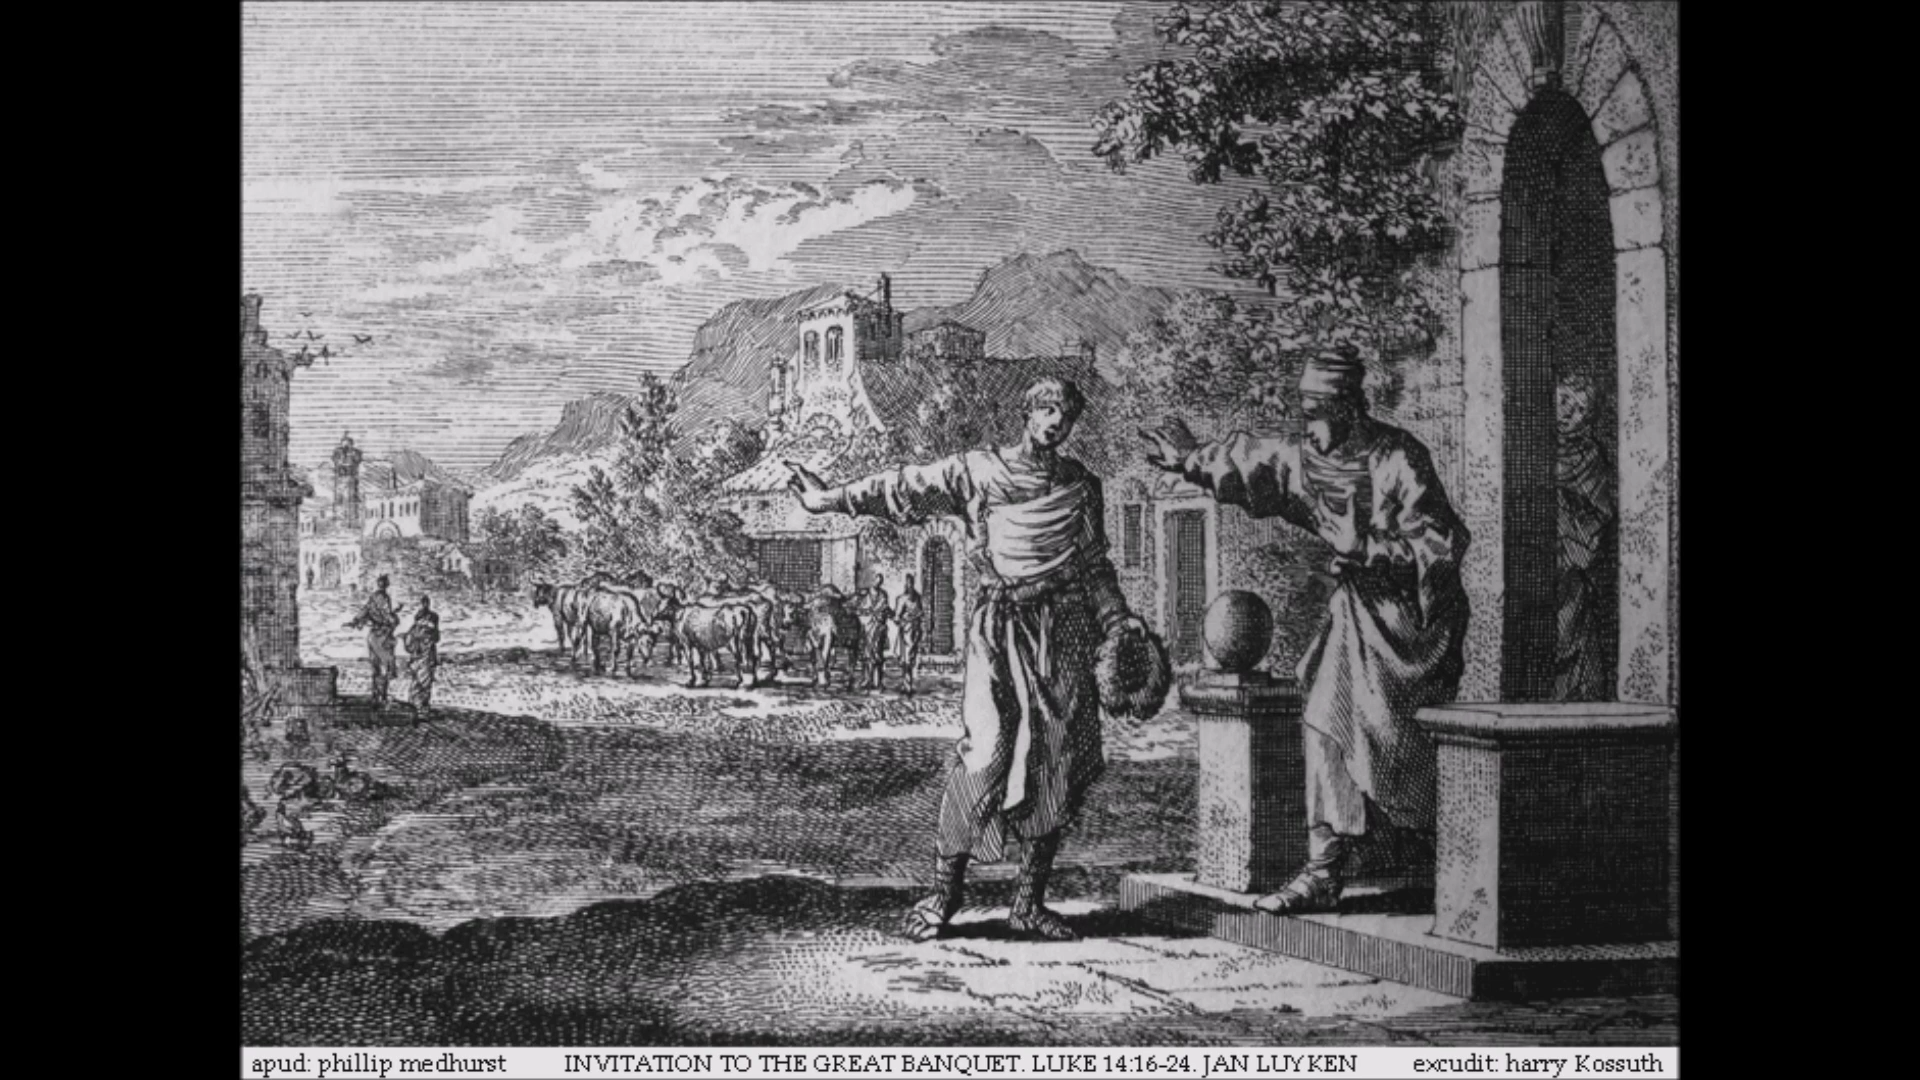 apud: phillip medhurst INVITATION TO THE GREAT BANQUET. LUKE 14:16-24. JAN LUYKEN excudit: harry Kossuth